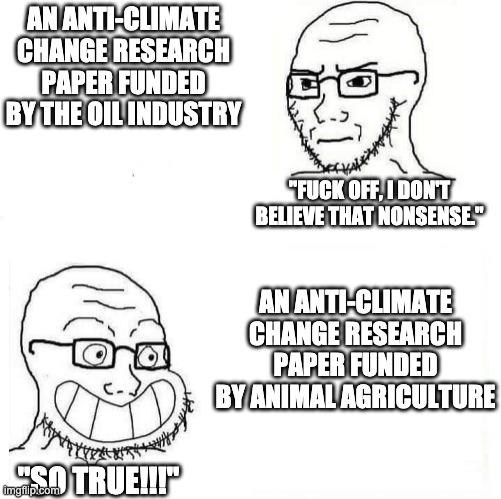 AN ANTI-CLIMATE
CHANGE RESEARCH
PAPER FUNDED
BY THE OIL INDUSTRY
"FUCK OFF, I DON'T
BELIEVE THAT NONSENSE."
AN ANTI-CLIMATE
CHANGE RESEARCH
PAPER FUNDED
BY ANIMAL AGRICULTURE
"SO TRUE!!!"
imgflip.com